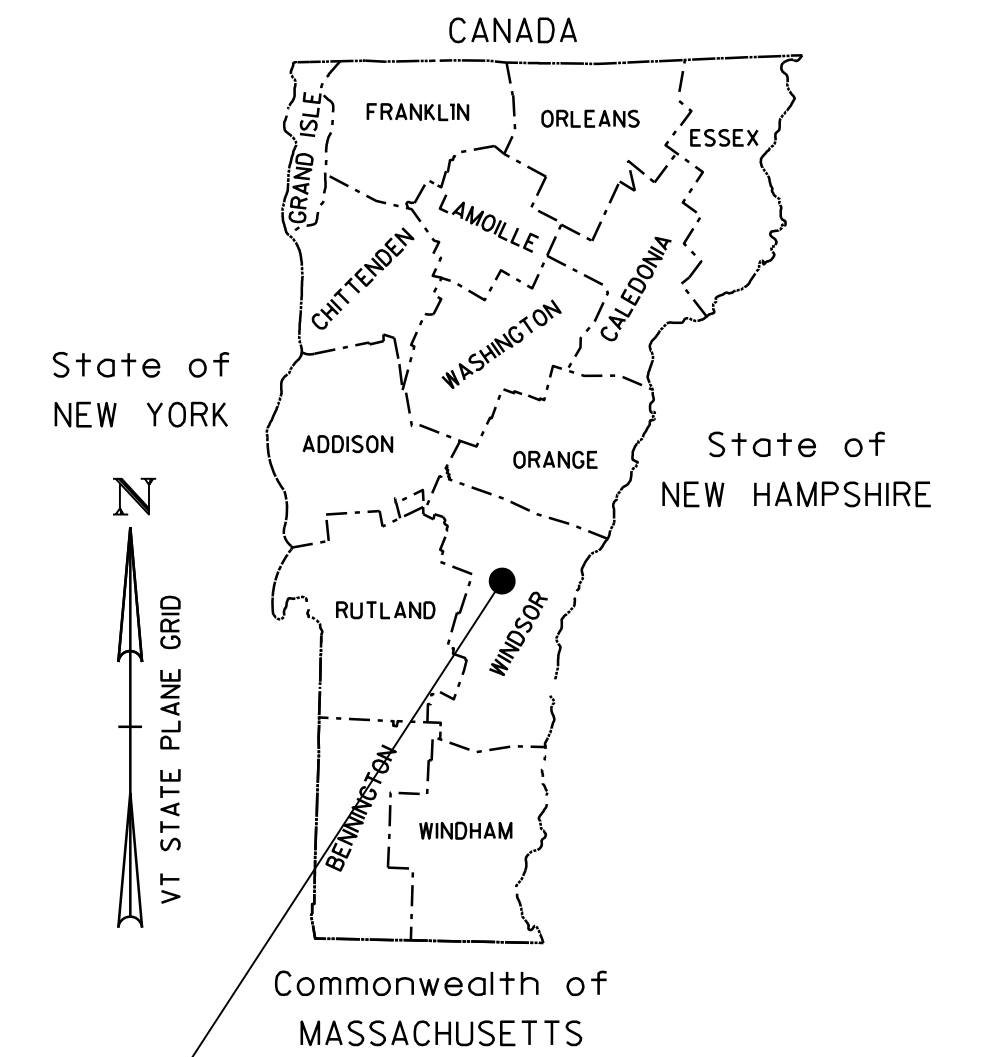 CANADA
FRANKLIN
ORLEANS
ESSEX
GRAND ISLE
LAMOILLE
CHITTENDEN
CALEDONIA
WASHINGTON
State of
NEW YORK
ADDISON
ORANGE
State of
NEW HAMPSHIRE
N
VT STATE PLANE GRID
RUTLAND
WINDSOR
BENNINGTON
WINDHAM
Commonwealth of
MASSACHUSETTS